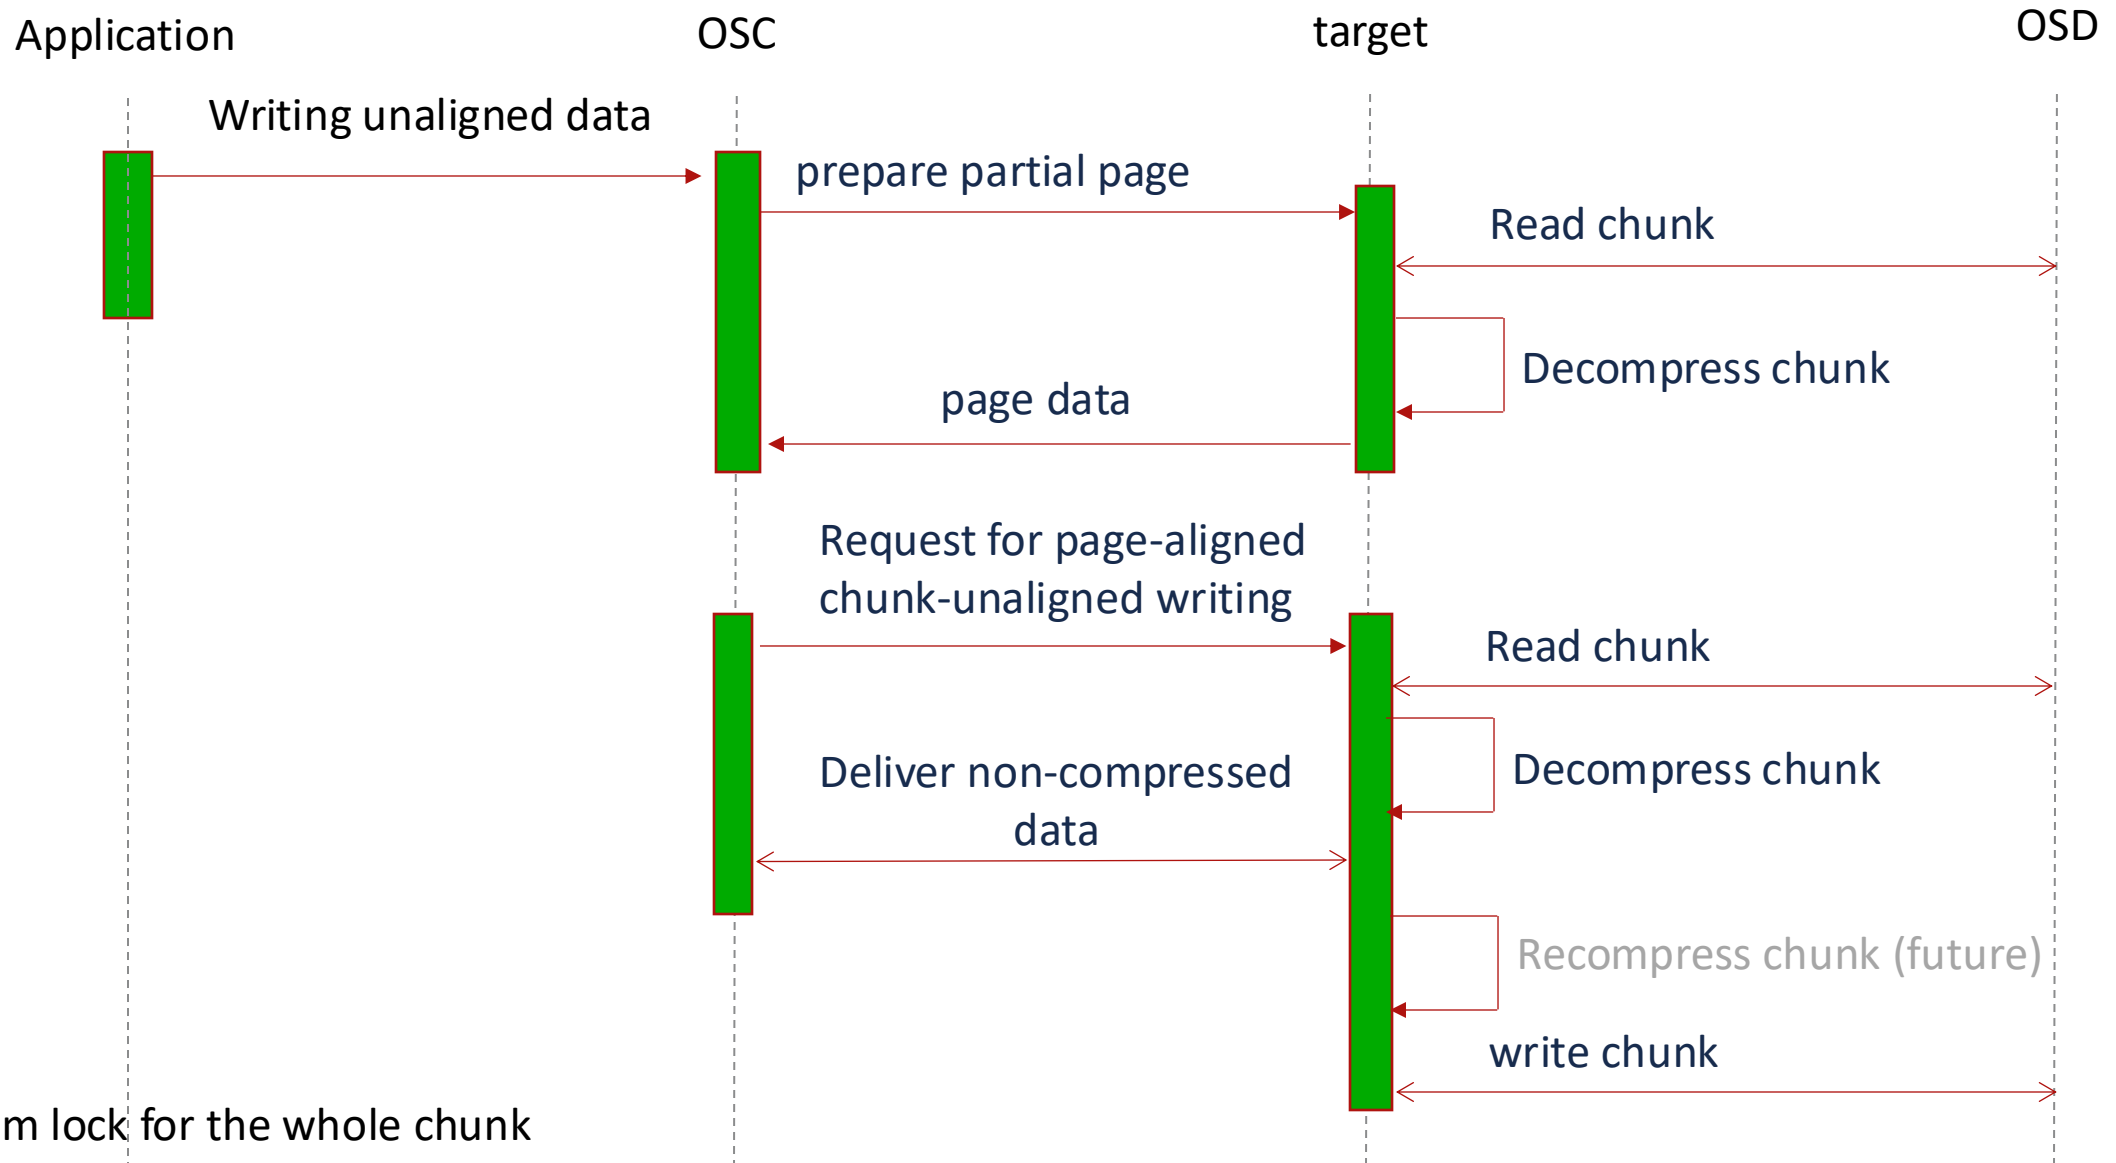 Application
OSC
target
OSD
Writing unaligned data
prepare partial page
Read chunk
Decompress chunk
page data
Request for page-aligned
chunk-unaligned writing
Read chunk
Deliver non-compressed
data
Decompress chunk
Recompress chunk (future)
write chunk
m lock for the whole chunk